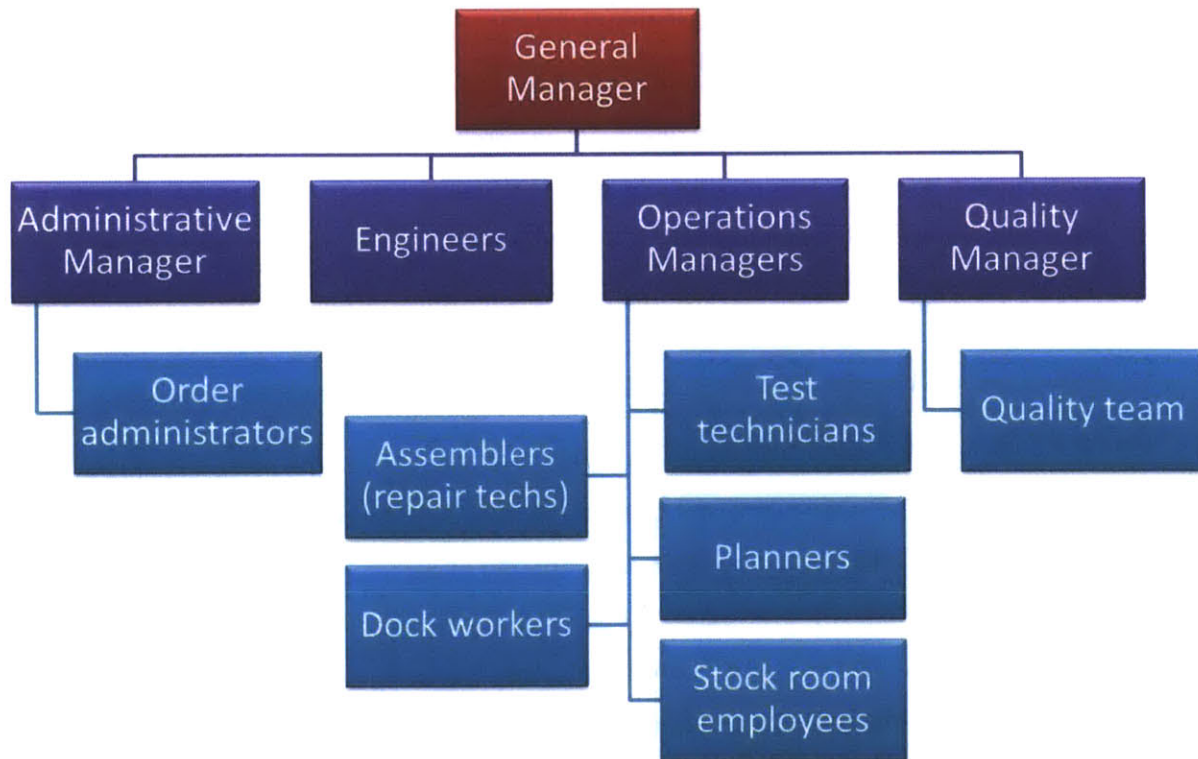 General
Manager
Administrative
Manager
Engineers
Operations
Managers
Quality
Manager
Order
administrators
Assemblers
(repair techs)
Dock workers
Test
technicians
Planners
Stock room
employees
Quality team